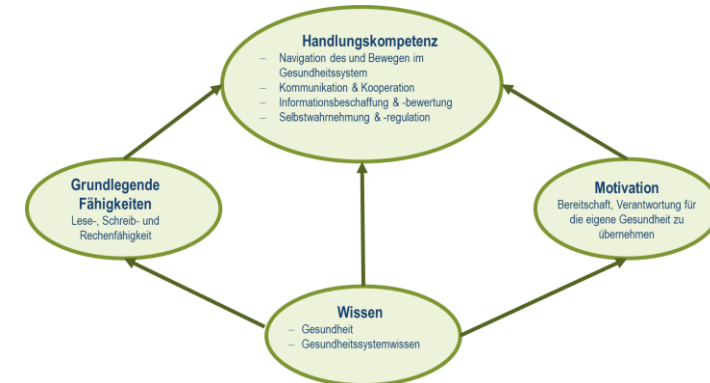 Handlungskompetenz
– Navigation des und Bewegen im
Gesundheitssystem
– Kommunikation & Kooperation
– Informationsbeschaffung & -bewertung
– Selbstwahrnehmung & -regulation
Grundlegende
Fähigkeiten
Lese-, Schreib- und
Rechenfähigkeit
Motivation
Bereitschaft, Verantwortung für
die eigene Gesundheit zu
übernehmen
Wissen
– Gesundheit
– Gesundheitssystemwissen